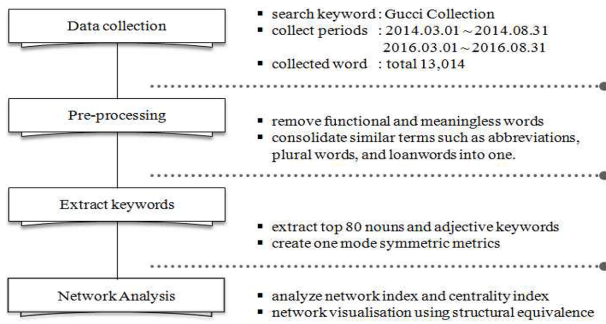 Data collection
▪ search keyword : Gucci Collection
▪ collect periods : 2014.03.01 ~ 2014.08.31
2016.03.01 ~ 2016.08.31
▪ collected word : total 13,014
Pre-processing
▪ remove functional and meaningless words
▪ consolidate similar terms such as abbreviations,
plural words, and loanwords into one.
Extract keywords
▪ extract top 80 nouns and adjective keywords
▪ create one mode symmetric metrics
Network Analysis
▪ analyze network index and centrality index
▪ network visualisation using structural equivalence